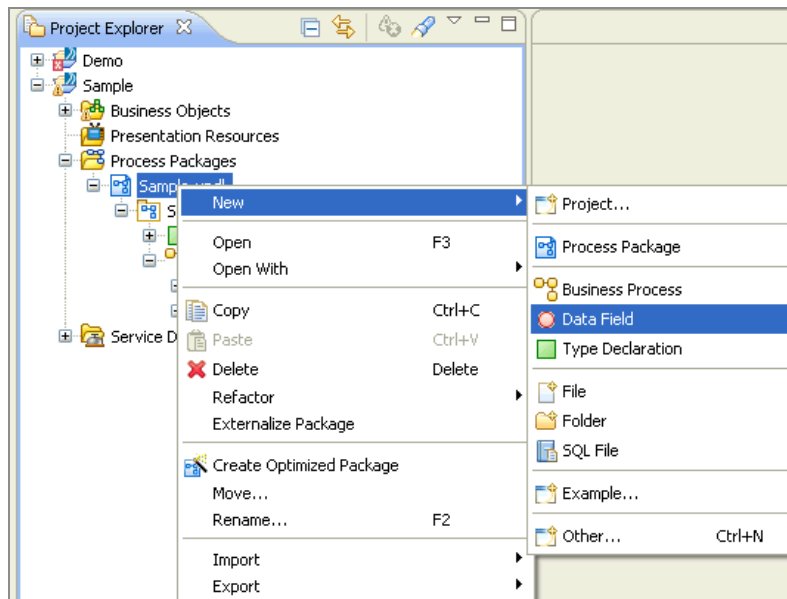 Project Explorer
Demo
Sample
Business Objects
Presentation Resources
Process Packages
S
Service D
New
Open F3
Open With
Copy Ctrl+C
Paste Ctrl+V
Delete Delete
Refactor
Externalize Package
Create Optimized Package
Move...
Rename... F2
Import
Export
Project...
Process Package
Business Process
Data Field
Type Declaration
File
Folder
SQL File
Example...
Other... Ctrl+N